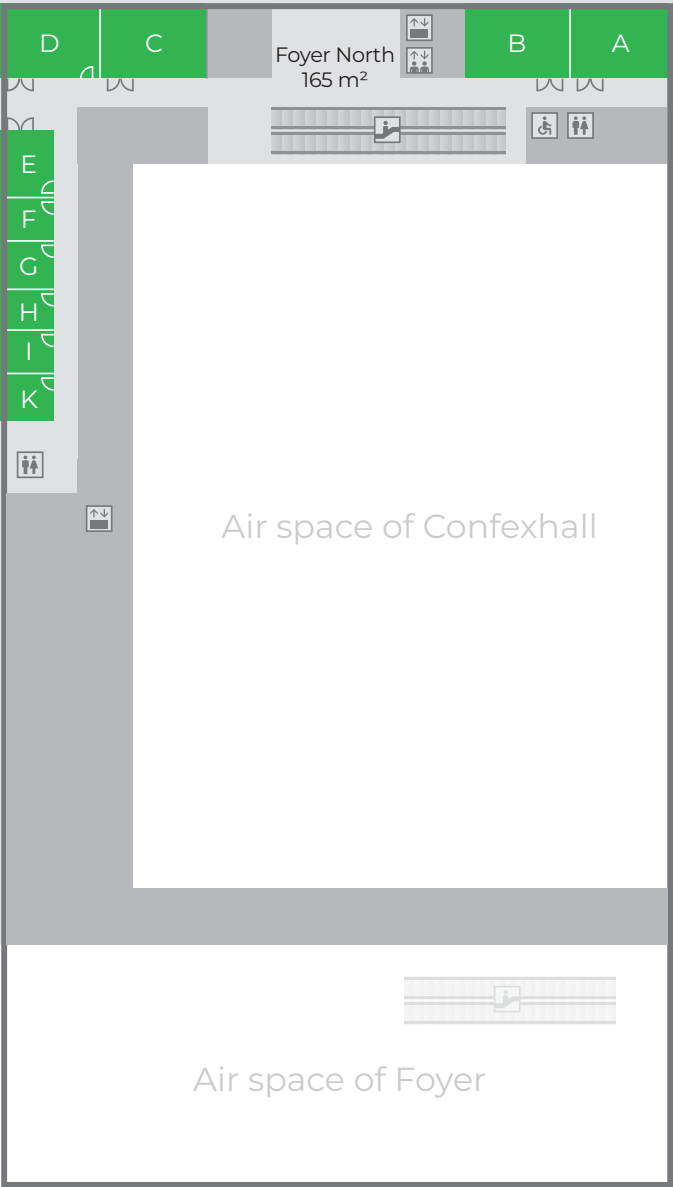 D
C
Foyer North
165 m²
B
A
E
F
G
H
I
K
Air space of Confexhall
Air space of Foyer